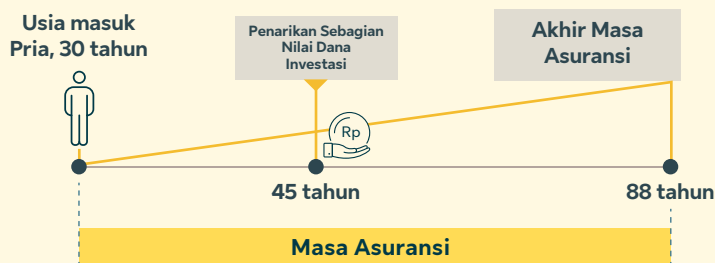 Usia masuk
Pria, 30 tahun
Penarikan Sebagian
Nilai Dana
Investasi
Akhir Masa
Asuransi
Rp
45 tahun
88 tahun
Masa Asuransi